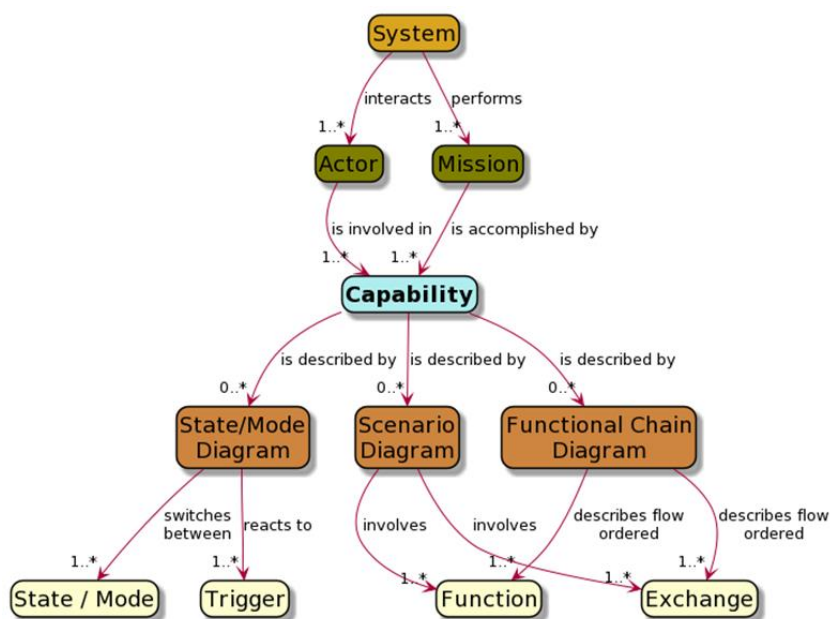 System
interacts
performs
1..*
1..*
Actor
Mission
is involved in
is accomplished by
1..*
1..*
Capability
is described by
is described by
is described by
0..*
0..*
0..*
State/Mode
Diagram
Scenario
Diagram
Functional Chain
Diagram
switches
between
reacts to
involves
involves
describes flow
ordered
describes flow
ordered
1..*
1..*
1..*
1..*
1..*
1..*
State / Mode
Trigger
Function
Exchange